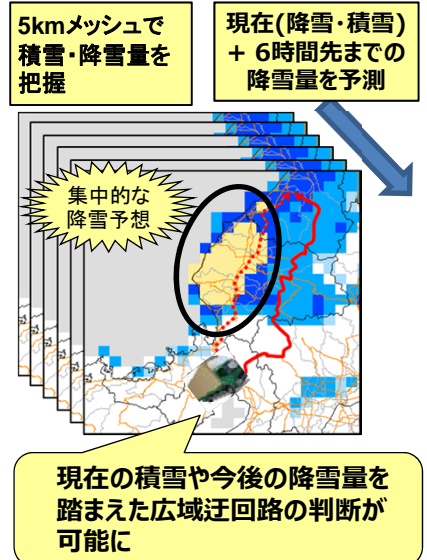 5kmメッシュで
積雪・降雪量を
把握
現在(降雪・積雪)
+ 6時間先までの
降雪量を予測
集中的な
降雪予想
現在の積雪や今後の降雪量を
踏まえた広域迂回路の判断が
可能に